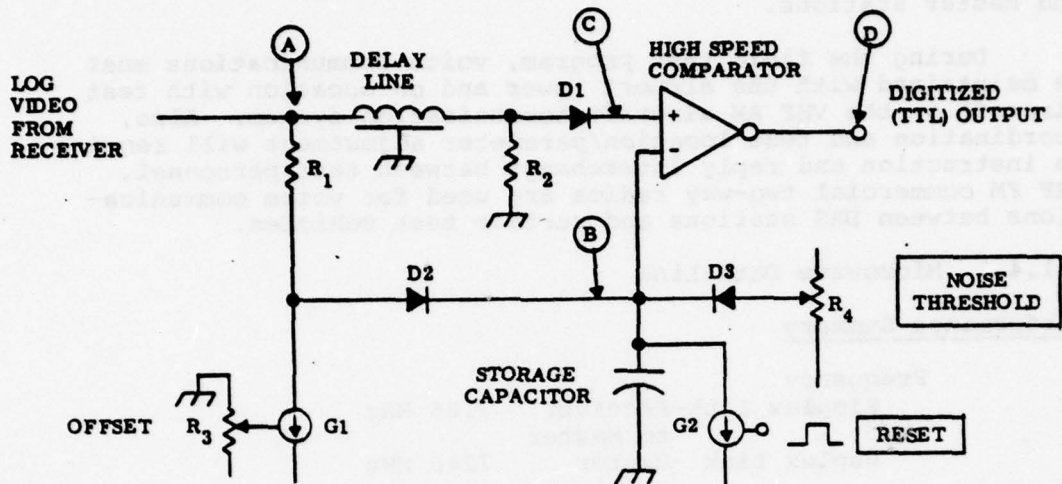 A
C
D
DELAY
LINE
HIGH SPEED
COMPARATOR
LOG
VIDEO
FROM
RECEIVER
D1
+
DIGITIZED
(TTL) OUTPUT
R1
R2
B
D2
D3
R4
NOISE
THRESHOLD
STORAGE
CAPACITOR
OFFSET
R3
G1
G2
RESET